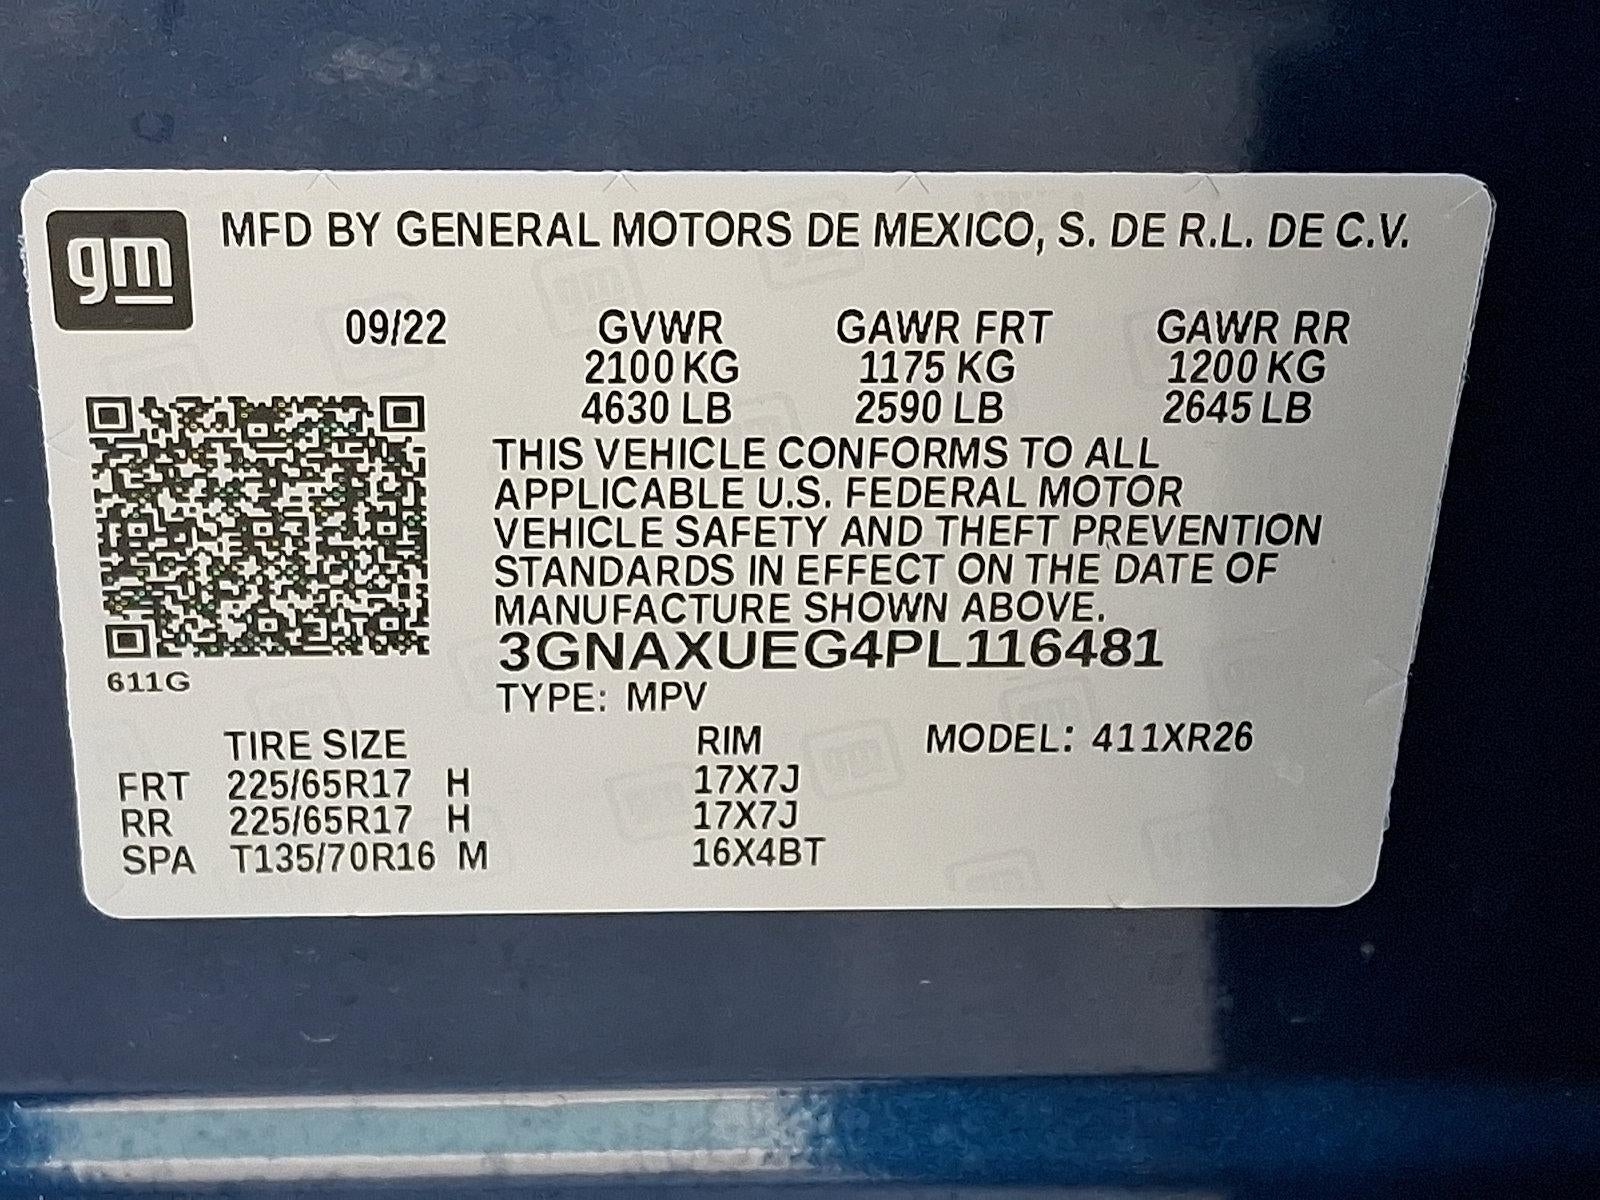 gm MFD BY GENERAL MOTORS DE MEXICO, S. DE R.L. DE C.V.
09/22 GVWR GAWR FRT GAWR RR
2100 KG 1175 KG 1200 KG
4630 LB 2590 LB 2645 LB
THIS VEHICLE CONFORMS TO ALL
APPLICABLE U.S. FEDERAL MOTOR
VEHICLE SAFETY AND THEFT PREVENTION
STANDARDS IN EFFECT ON THE DATE OF
MANUFACTURE SHOWN ABOVE.
3GNAXUEG4PL116481
611G
TYPE: MPV
TIRE SIZE RIM MODEL: 411XR26
FRT 225/65R17 H 17X7J
RR 225/65R17 H 17X7J
SPA T135/70R16 M 16X4BT